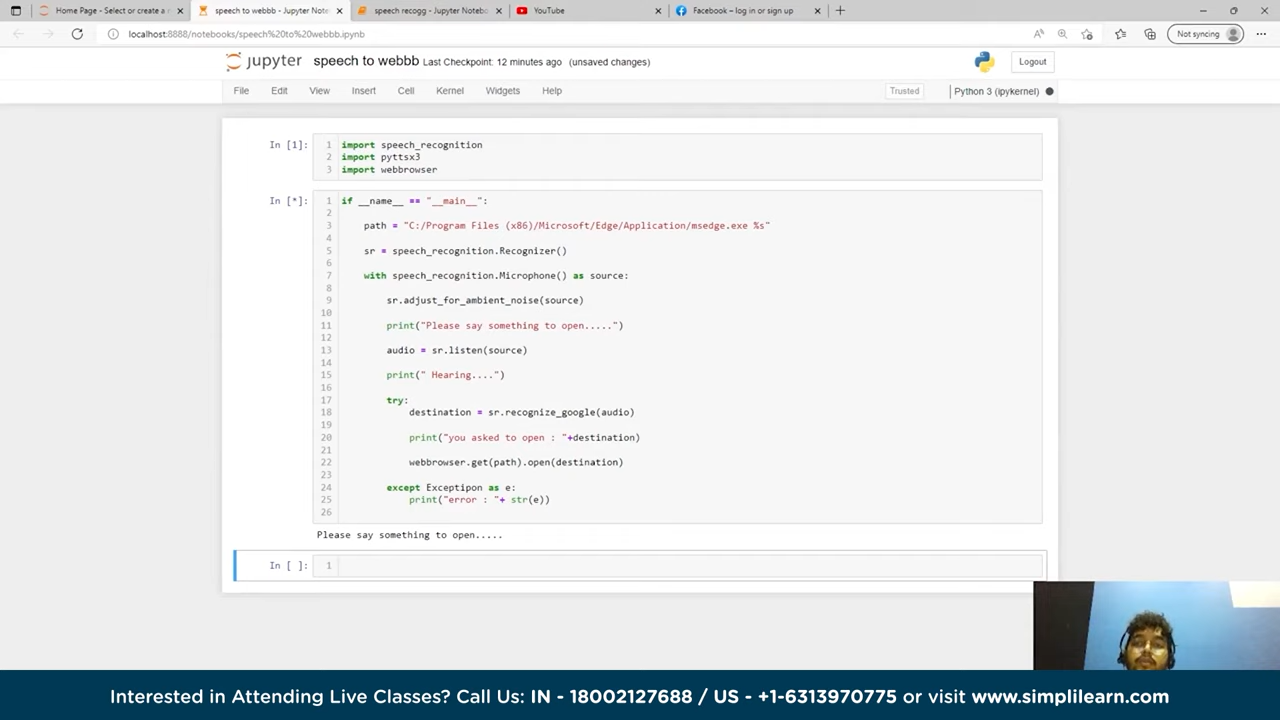 Home Page - Select or create a n
speech to webbb - Jupyter Note
speech recogg - Jupyter Notebo
YouTube
Facebook – log in or sign up
localhost:8888/notebooks/speech%20to%20webbb.ipynb
Not syncing
jupyter speech to webbb Last Checkpoint: 12 minutes ago (unsaved changes)
Logout
File Edit View Insert Cell Kernel Widgets Help
Trusted
Python 3 (ipykernel)
In [1]:
1 import speech_recognition
2 import pyttsx3
3 import webbrowser
In [*]:
1 if __name__ == "__main__":
2
3 path = "C:/Program Files (x86)/Microsoft/Edge/Application/msedge.exe %s"
4
5 sr = speech_recognition.Recognizer()
6
7 with speech_recognition.Microphone() as source:
8
9 sr.adjust_for_ambient_noise(source)
10
11 print("Please say something to open.....")
12
13 audio = sr.listen(source)
14
15 print(" Hearing....")
16
17 try:
18 destination = sr.recognize_google(audio)
19
20 print("you asked to open : "+destination)
21
22 webbrowser.get(path).open(destination)
23
24 except Exceptipon as e:
25 print("error : "+ str(e))
26
Please say something to open.....
In [ ]:
1
Interested in Attending Live Classes? Call Us: IN - 18002127688 / US - +1-6313970775 or visit www.simplilearn.com